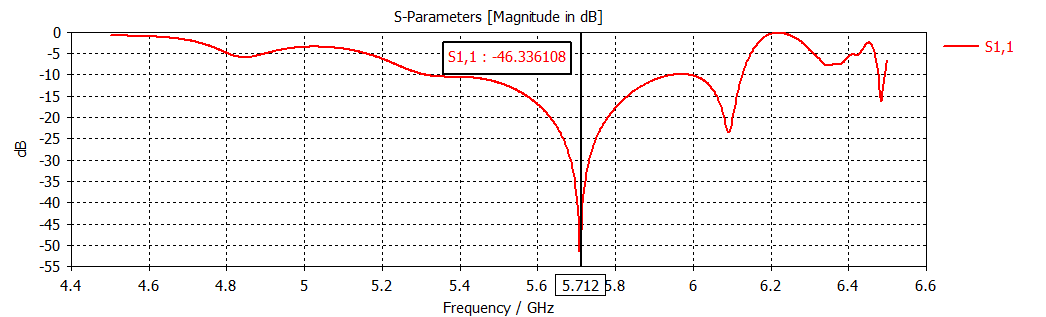 S-Parameters [Magnitude in dB]
S1,1 : -46.336108
S1,1
dB
0
-5
-10
-15
-20
-25
-30
-35
-40
-45
-50
-55
4.4 4.6 4.8 5 5.2 5.4 5.6 5.712 5.8 6 6.2 6.4 6.6
Frequency / GHz